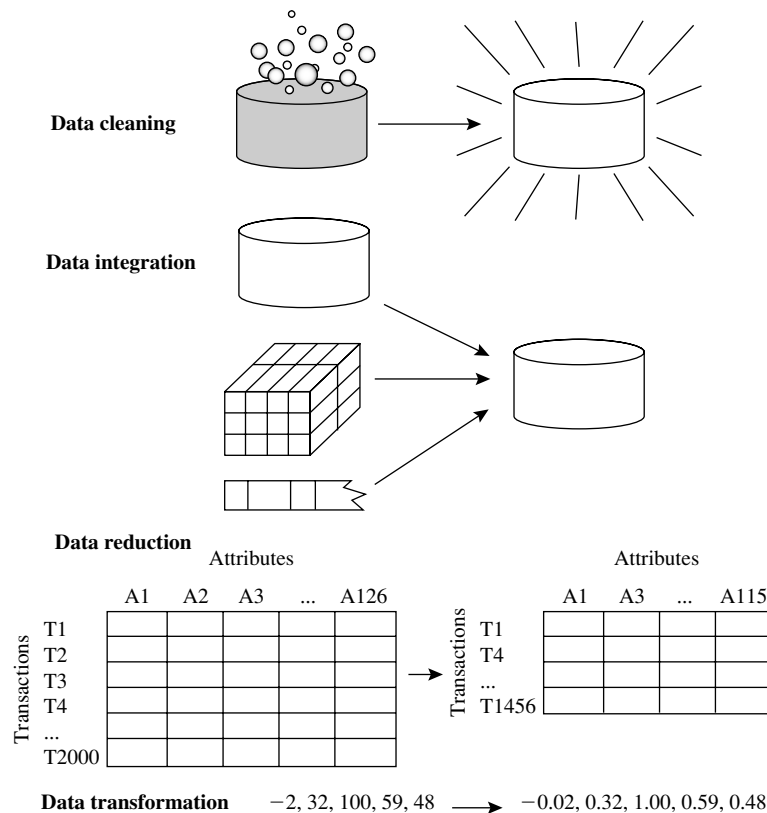 Data cleaning
Data integration
Data reduction
Attributes
A1 A2 A3 ... A126
Transactions
T1
T2
T3
T4
...
T2000
Attributes
A1 A3 ... A115
Transactions
T1
T4
...
T1456
Data transformation −2, 32, 100, 59, 48 −0.02, 0.32, 1.00, 0.59, 0.48